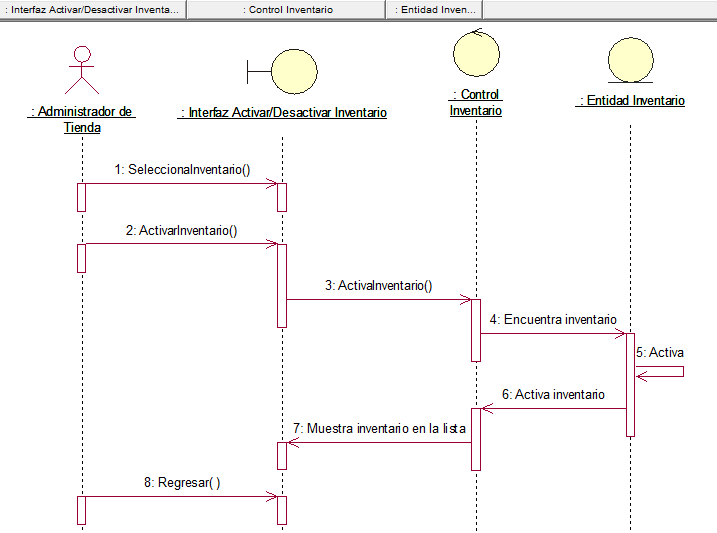 : Interfaz Activar/Desactivar Inventa...
: Control Inventario
: Entidad Inven...
: Administrador de
Tienda
: Interfaz Activar/Desactivar Inventario
: Control
Inventario
: Entidad Inventario
1: SeleccionaInventario()
2: ActivarInventario()
3: ActivaInventario()
4: Encuentra inventario
5: Activa
6: Activa inventario
7: Muestra inventario en la lista
8: Regresar( )